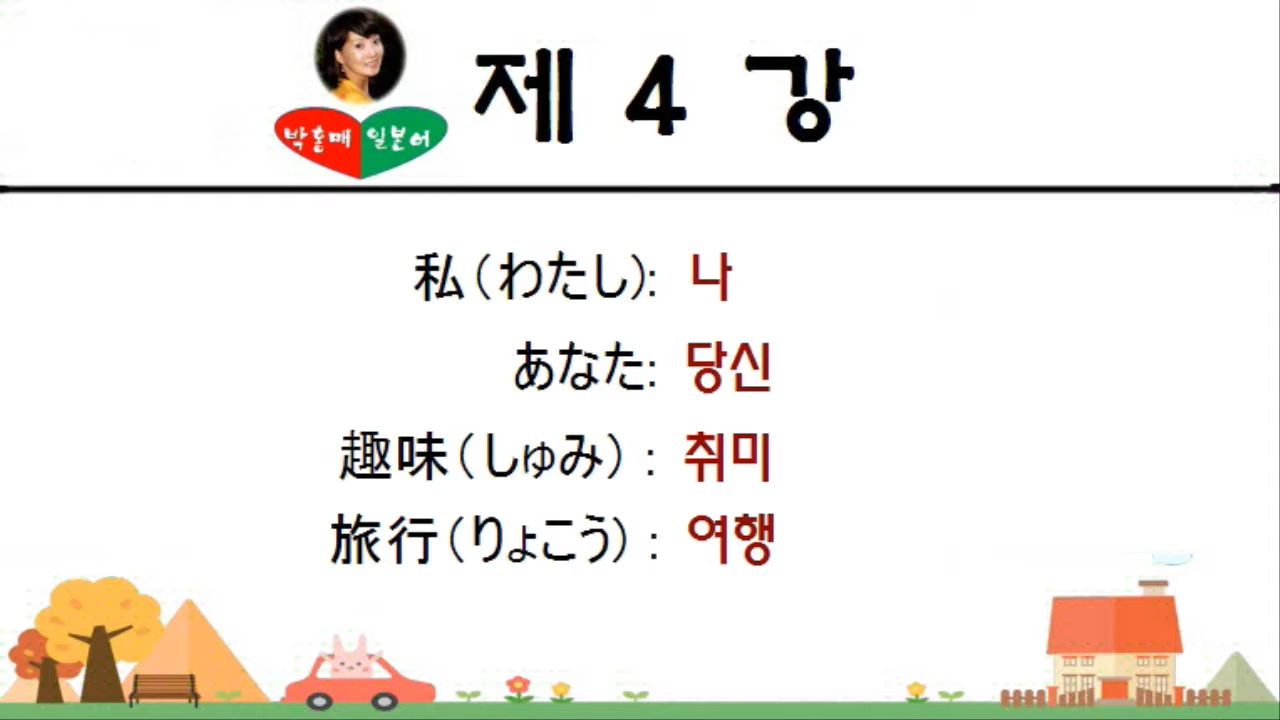 제 4 강
박홍매 일본어
私(わたし): 나
あなた: 당신
趣味(しゅみ) : 취미
旅行(りょこう) : 여행